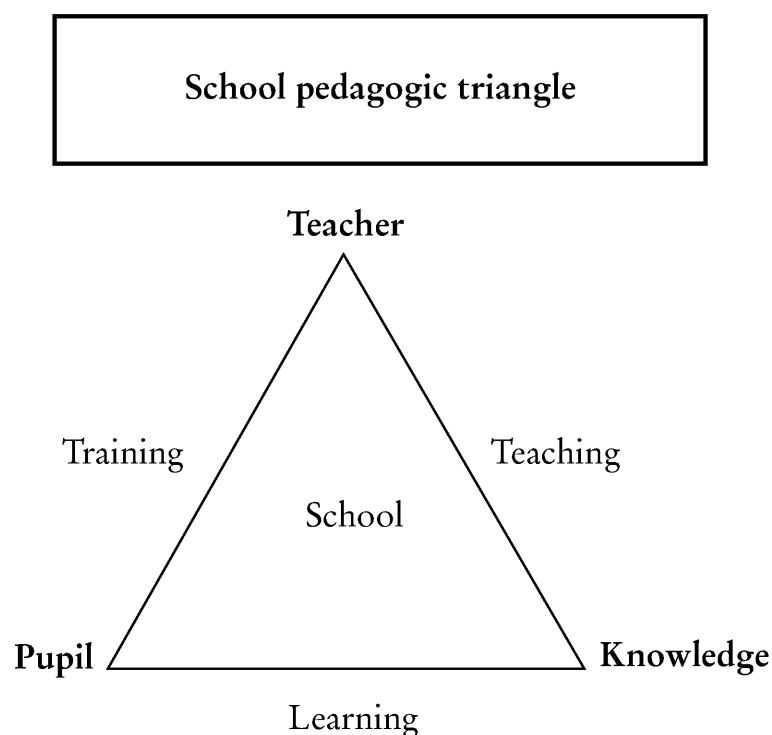 School pedagogic triangle
Teacher
Training
Teaching
School
Pupil
Knowledge
Learning